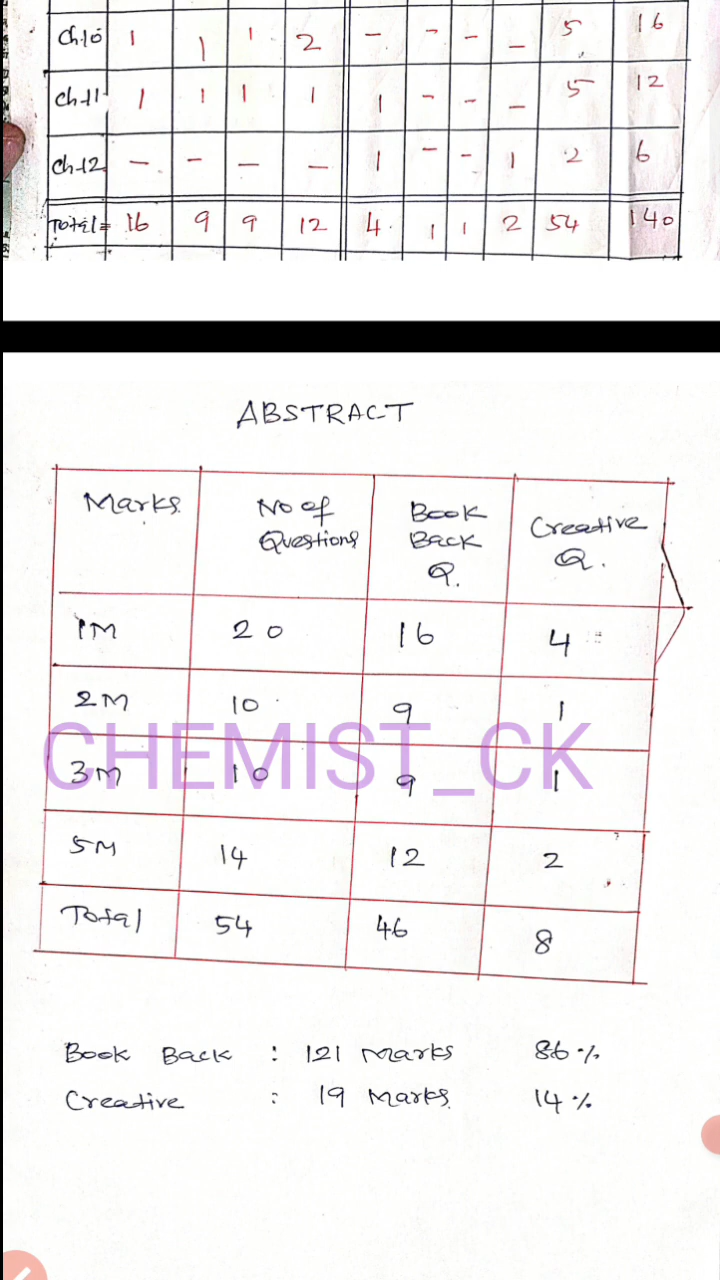 Ch.10 1 1 1 2 - - - - 5 16
Ch-11 1 1 1 1 1 - - - 5 12
Ch-12 - - - - 1 - - 1 2 6
Total= 16 9 9 12 4 1 1 2 54 140
ABSTRACT
Marks No of Questions Book Back Q. Creative Q.
1M 20 16 4
2M 10 9 1
CHEMIST_CK
3M 10 9 1
5M 14 12 2
Total 54 46 8
Book Back : 121 Marks 86%
Creative : 19 Marks 14%